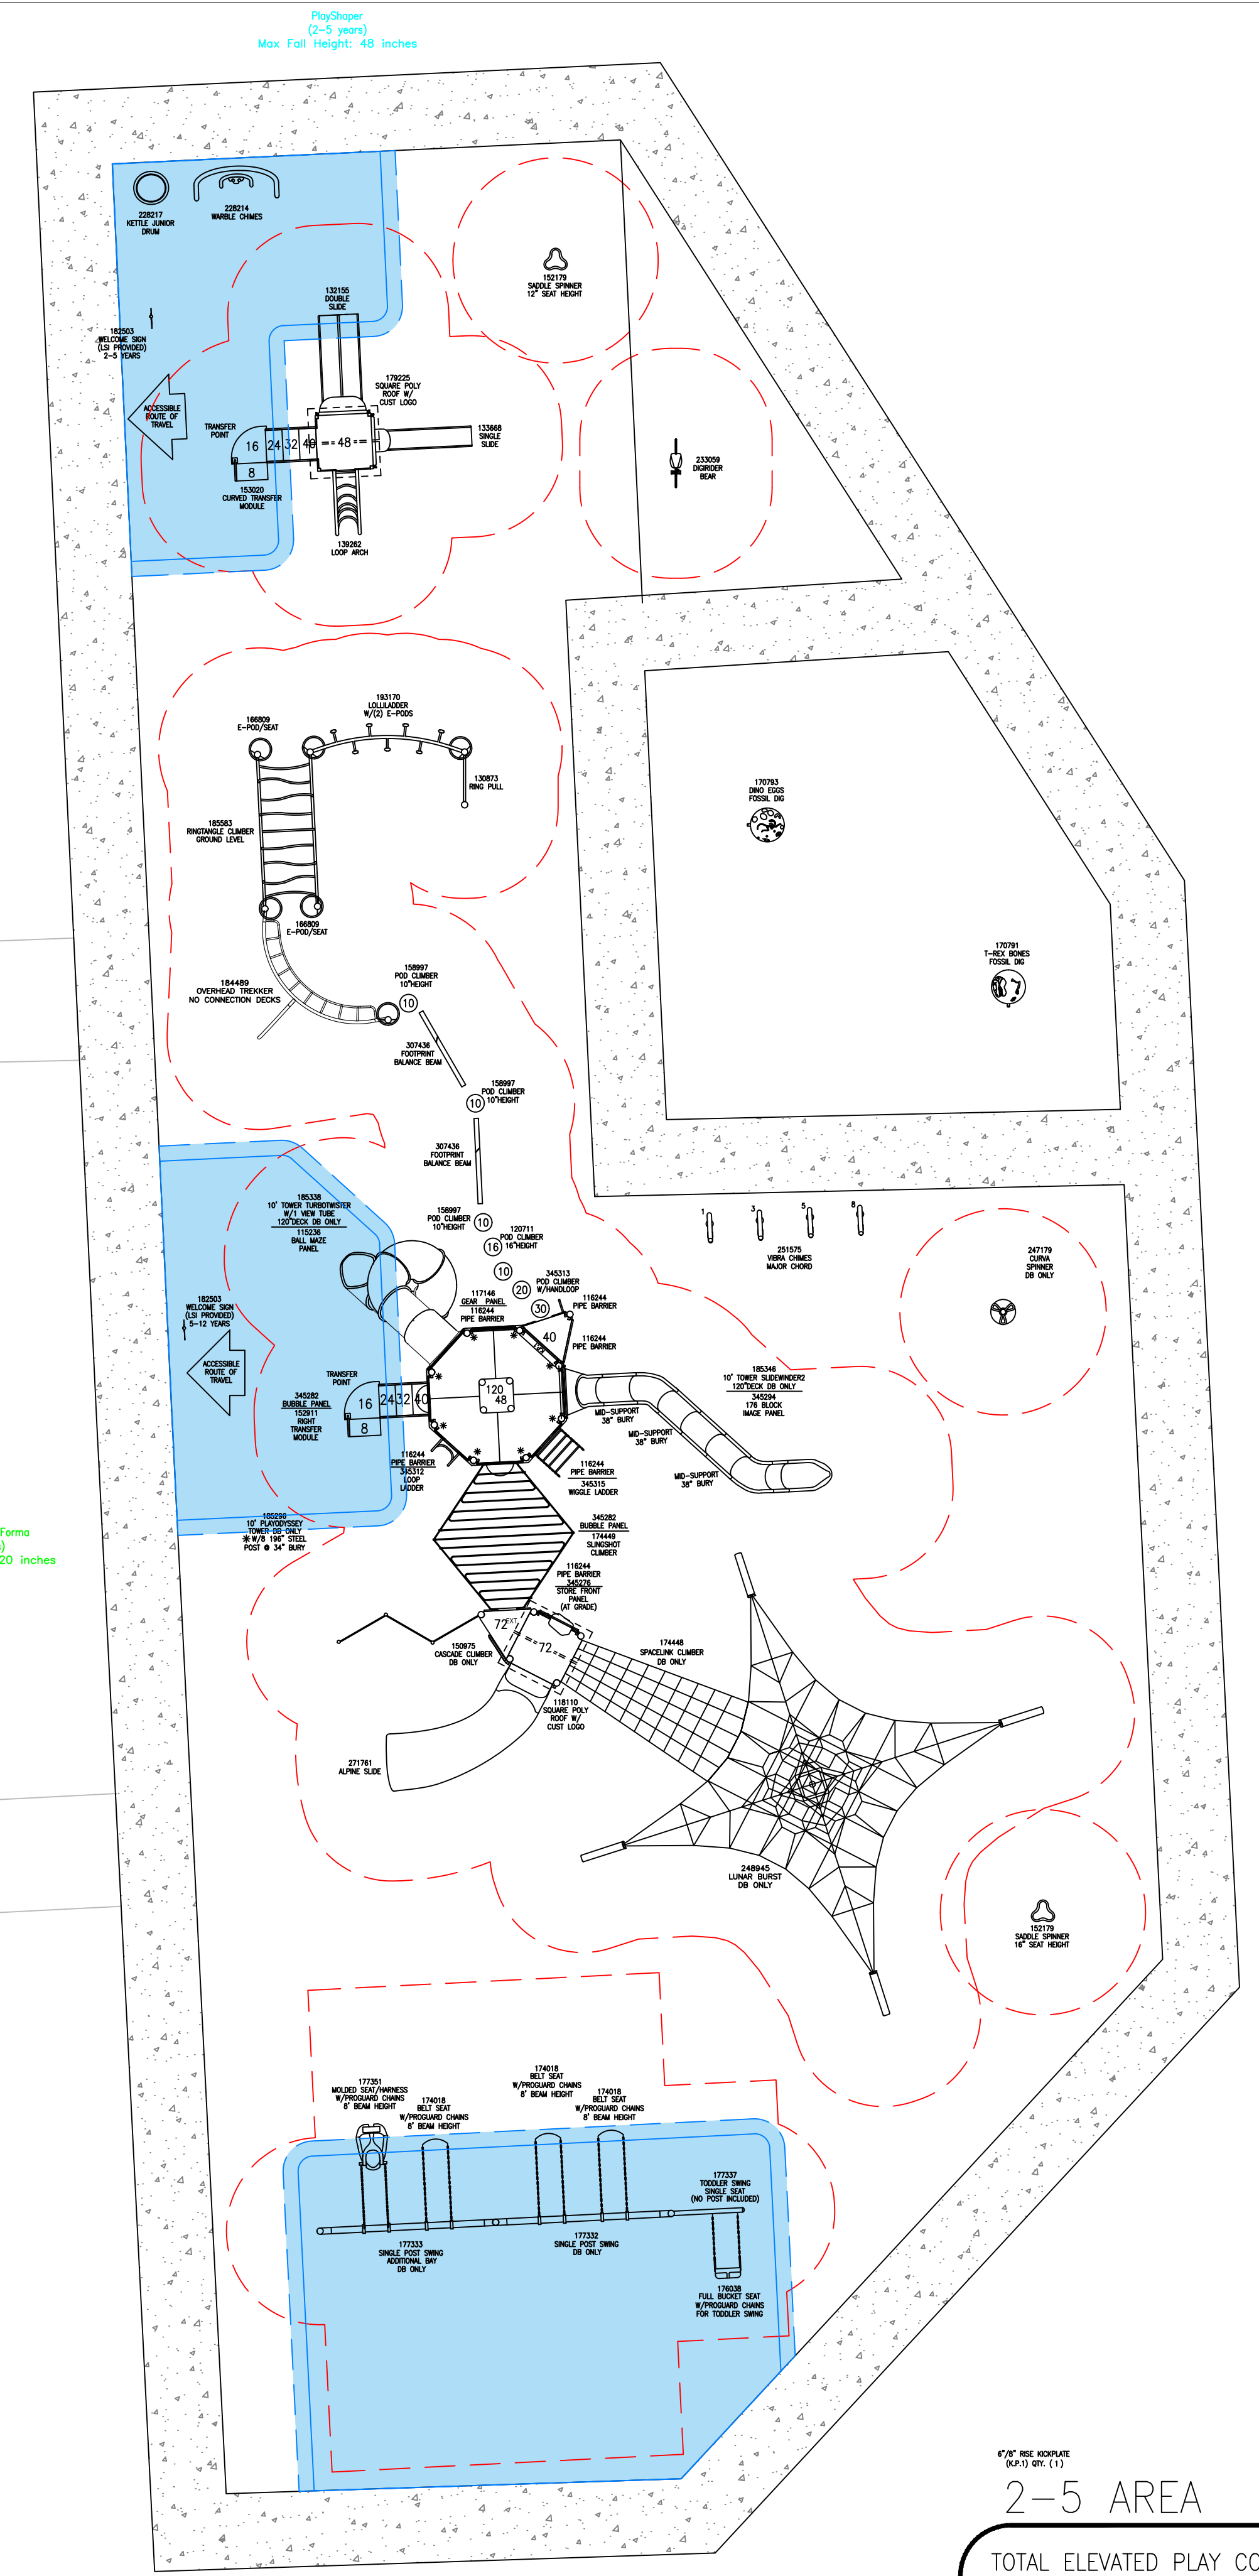 PlayShaper
(2-5 years)
Max Fall Height: 48 inches
228217
KETTLE JUNIOR
DRUM
228214
WARBLE CHIMES
152179
SADDLE SPINNER
12" SEAT HEIGHT
132155
DOUBLE
SLIDE
182503
WELCOME SIGN
(LSI PROVIDED)
2-5 YEARS
179225
SQUARE POLY
ROOF W/
CUST LOGO
ACCESSIBLE
ROUTE OF
TRAVEL
TRANSFER
POINT
16
24
32
40
48
8
133668
SINGLE
SLIDE
233059
DIGIRIDER
BEAR
153020
CURVED TRANSFER
MODULE
139262
LOOP ARCH
193170
LOLLILADDER
W/(2) E-PODS
166809
E-POD/SEAT
130873
RING PULL
170793
DINO EGGS
FOSSIL DIG
185583
RINGTANGLE CLIMBER
GROUND LEVEL
166809
E-POD/SEAT
170791
T-REX BONES
FOSSIL DIG
184489
OVERHEAD TREKKER
NO CONNECTION DECKS
158997
POD CLIMBER
10"HEIGHT
10
307436
FOOTPRINT
BALANCE BEAM
158997
POD CLIMBER
10"HEIGHT
10
307436
FOOTPRINT
BALANCE BEAM
158997
POD CLIMBER
10"HEIGHT
10
120711
POD CLIMBER
16"HEIGHT
16
10
20
30
345313
POD CLIMBER
W/HANDLOOP
185338
10' TOWER TURBOTWISTER
W/1 VIEW TUBE
120"DECK DB ONLY
115236
BALL MAZE
PANEL
1
3
5
8
251575
VIBRA CHIMES
MAJOR CHORD
247179
CURVA
SPINNER
DB ONLY
182503
WELCOME SIGN
(LSI PROVIDED)
5-12 YEARS
117146
GEAR PANEL
116244
PIPE BARRIER
116244
PIPE BARRIER
116244
PIPE BARRIER
40
ACCESSIBLE
ROUTE OF
TRAVEL
TRANSFER
POINT
16
24
32
40
8
120
48
345282
BUBBLE PANEL
152911
RIGHT
TRANSFER
MODULE
185346
10' TOWER SLIDEWINDER2
120"DECK DB ONLY
345294
176 BLOCK
IMAGE PANEL
MID-SUPPORT
38" BURY
MID-SUPPORT
38" BURY
MID-SUPPORT
38" BURY
116244
PIPE BARRIER
345312
LOOP
LADDER
116244
PIPE BARRIER
345315
WIGGLE LADDER
185290
10' PLAYODYSSEY
TOWER DB ONLY
*W/8 196" STEEL
POST @ 34" BURY
345282
BUBBLE PANEL
174449
SLINGSHOT
CLIMBER
Forma
)
20 inches
116244
PIPE BARRIER
345276
STORE FRONT
PANEL
(AT GRADE)
72
EXT
72
150975
CASCADE CLIMBER
DB ONLY
174448
SPACELINK CLIMBER
DB ONLY
118110
SQUARE POLY
ROOF W/
CUST LOGO
271761
ALPINE SLIDE
248945
LUNAR BURST
DB ONLY
152179
SADDLE SPINNER
16" SEAT HEIGHT
177351
MOLDED SEAT/HARNESS
W/PROGUARD CHAINS
8' BEAM HEIGHT
174018
BELT SEAT
W/PROGUARD CHAINS
8' BEAM HEIGHT
174018
BELT SEAT
W/PROGUARD CHAINS
8' BEAM HEIGHT
174018
BELT SEAT
W/PROGUARD CHAINS
8' BEAM HEIGHT
177337
TODDLER SWING
SINGLE SEAT
(NO POST INCLUDED)
177333
SINGLE POST SWING
ADDITIONAL BAY
DB ONLY
177332
SINGLE POST SWING
DB ONLY
176038
FULL BUCKET SEAT
W/PROGUARD CHAINS
FOR TODDLER SWING
6"/8" RISE KICKPLATE
(K.P.1) QTY. ( 1 )
2-5 AREA
TOTAL ELEVATED PLAY CO